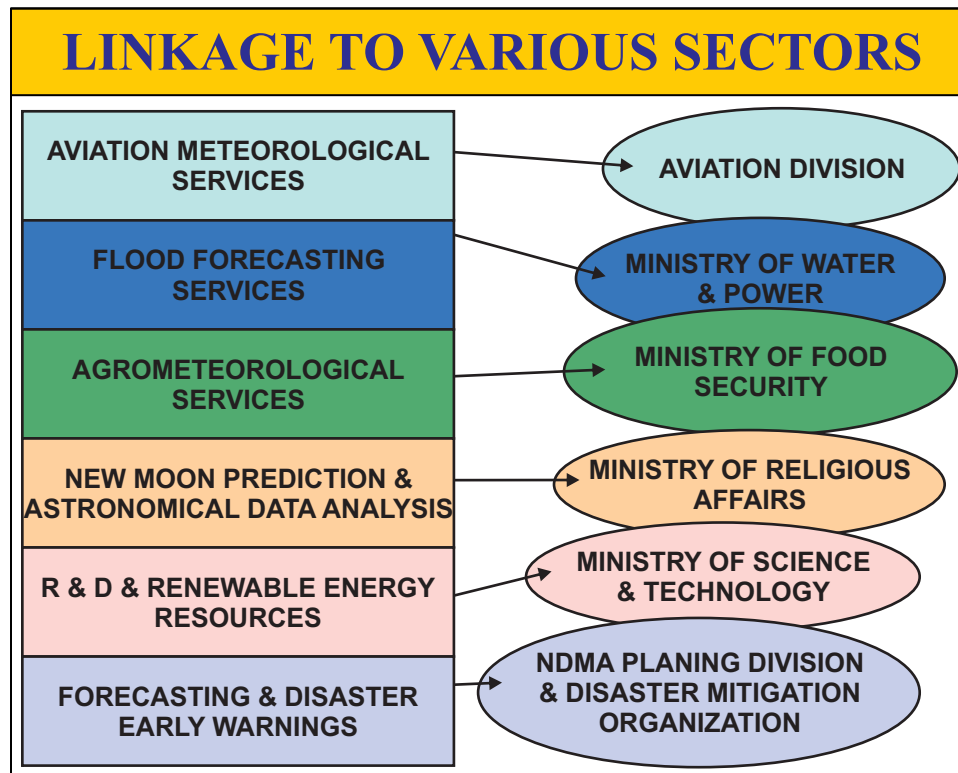 LINKAGE TO VARIOUS SECTORS
AVIATION METEOROLOGICAL
SERVICES
AVIATION DIVISION
FLOOD FORECASTING
SERVICES
MINISTRY OF WATER
& POWER
AGROMETEOROLOGICAL
SERVICES
MINISTRY OF FOOD
SECURITY
NEW MOON PREDICTION &
ASTRONOMICAL DATA ANALYSIS
MINISTRY OF RELIGIOUS
AFFAIRS
R & D & RENEWABLE ENERGY
RESOURCES
MINISTRY OF SCIENCE
& TECHNOLOGY
FORECASTING & DISASTER
EARLY WARNINGS
NDMA PLANING DIVISION
& DISASTER MITIGATION
ORGANIZATION